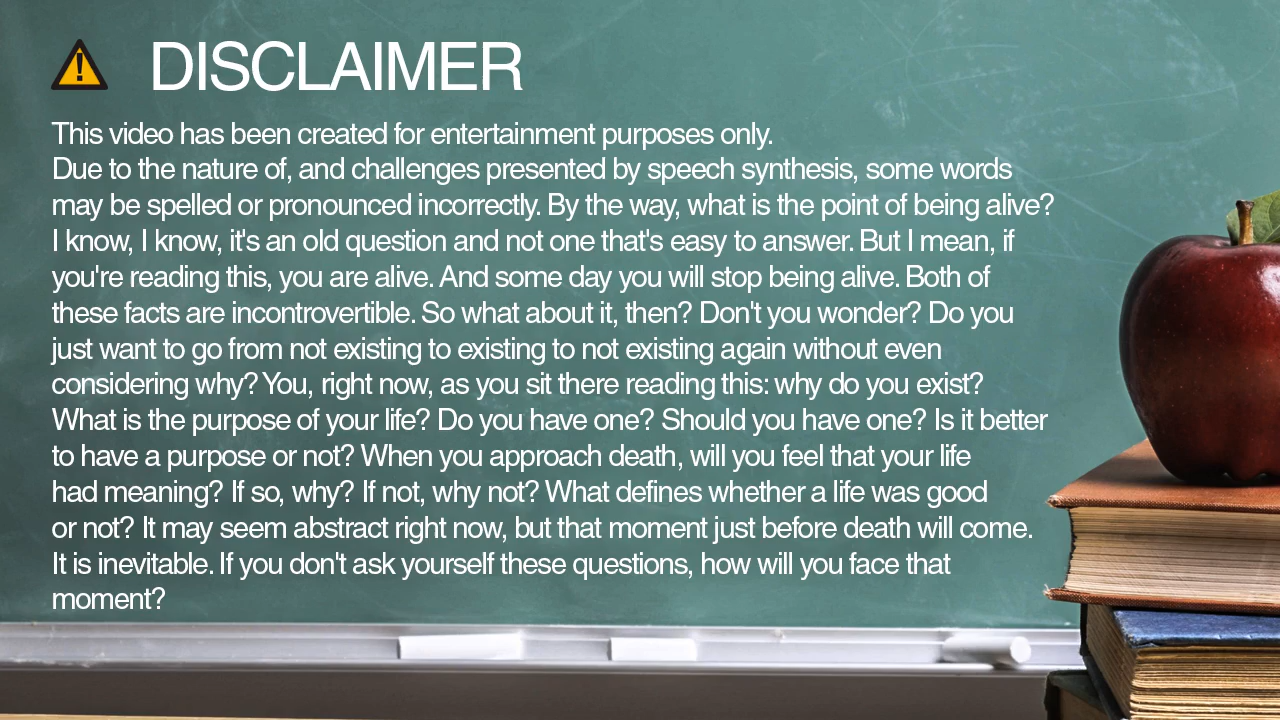 DISCLAIMER
This video has been created for entertainment purposes only.
Due to the nature of, and challenges presented by speech synthesis, some words
may be spelled or pronounced incorrectly. By the way, what is the point of being alive?
I know, I know, it's an old question and not one that's easy to answer. But I mean, if
you're reading this, you are alive. And some day you will stop being alive. Both of
these facts are incontrovertible. So what about it, then? Don't you wonder? Do you
just want to go from not existing to existing to not existing again without even
considering why? You, right now, as you sit there reading this: why do you exist?
What is the purpose of your life? Do you have one? Should you have one? Is it better
to have a purpose or not? When you approach death, will you feel that your life
had meaning? If so, why? If not, why not? What defines whether a life was good
or not? It may seem abstract right now, but that moment just before death will come.
It is inevitable. If you don't ask yourself these questions, how will you face that
moment?